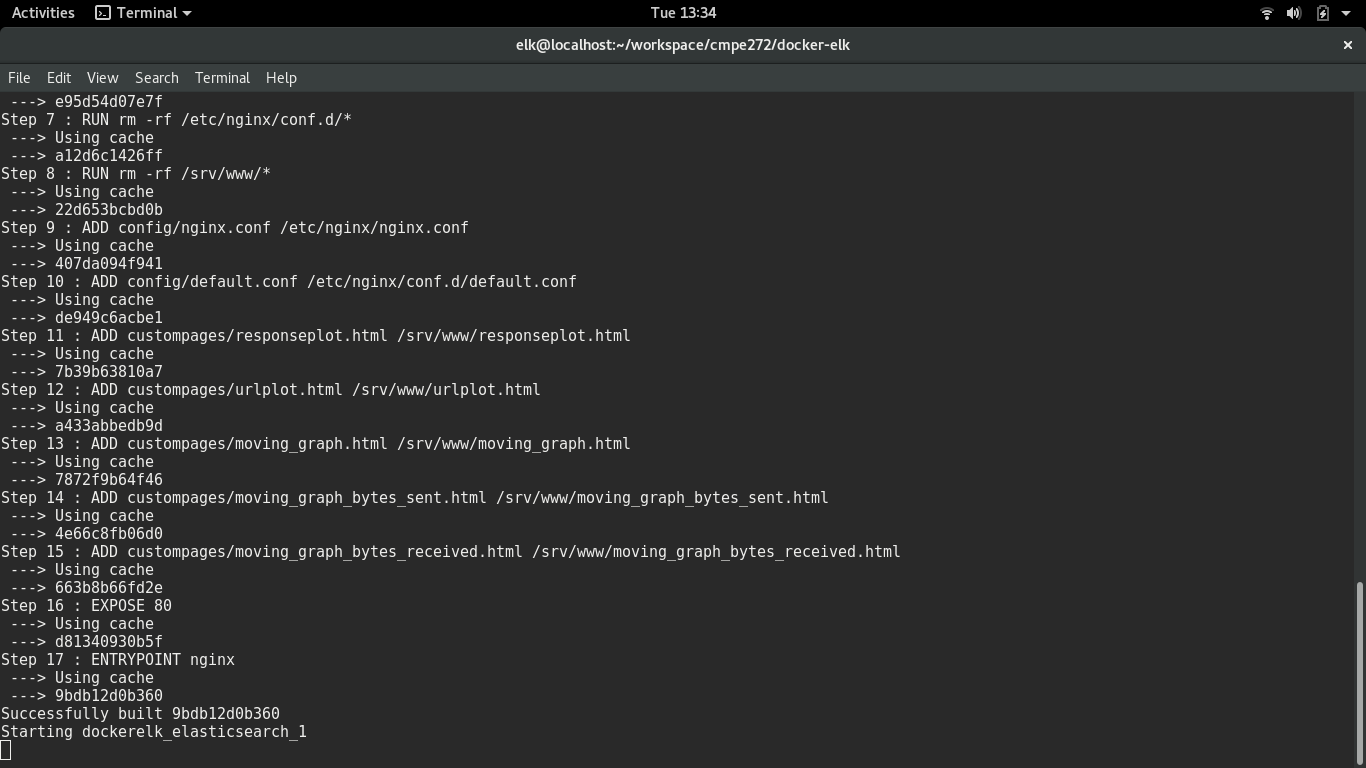 Activities Terminal Tue 13:34
elk@localhost:~/workspace/cmpe272/docker-elk ×
File Edit View Search Terminal Help
 ---> e95d54d07e7f
Step 7 : RUN rm -rf /etc/nginx/conf.d/*
 ---> Using cache
 ---> a12d6c1426ff
Step 8 : RUN rm -rf /srv/www/*
 ---> Using cache
 ---> 22d653bcbd0b
Step 9 : ADD config/nginx.conf /etc/nginx/nginx.conf
 ---> Using cache
 ---> 407da094f941
Step 10 : ADD config/default.conf /etc/nginx/conf.d/default.conf
 ---> Using cache
 ---> de949c6acbe1
Step 11 : ADD custompages/responseplot.html /srv/www/responseplot.html
 ---> Using cache
 ---> 7b39b63810a7
Step 12 : ADD custompages/urlplot.html /srv/www/urlplot.html
 ---> Using cache
 ---> a433abbedb9d
Step 13 : ADD custompages/moving_graph.html /srv/www/moving_graph.html
 ---> Using cache
 ---> 7872f9b64f46
Step 14 : ADD custompages/moving_graph_bytes_sent.html /srv/www/moving_graph_bytes_sent.html
 ---> Using cache
 ---> 4e66c8fb06d0
Step 15 : ADD custompages/moving_graph_bytes_received.html /srv/www/moving_graph_bytes_received.html
 ---> Using cache
 ---> 663b8b66fd2e
Step 16 : EXPOSE 80
 ---> Using cache
 ---> d81340930b5f
Step 17 : ENTRYPOINT nginx
 ---> Using cache
 ---> 9bdb12d0b360
Successfully built 9bdb12d0b360
Starting dockerelk_elasticsearch_1